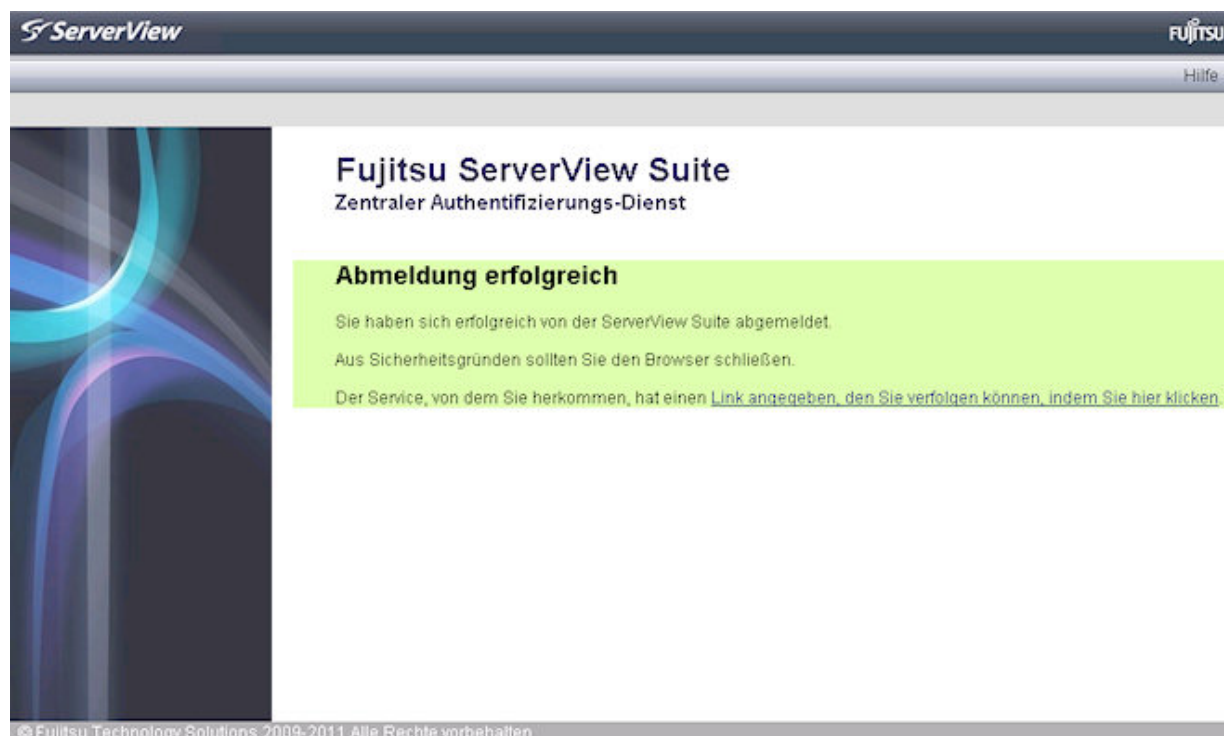 ServerView
FUJITSU
Hilfe
Fujitsu ServerView Suite
Zentraler Authentifizierungs-Dienst
Abmeldung erfolgreich
Sie haben sich erfolgreich von der ServerView Suite abgemeldet.
Aus Sicherheitsgründen sollten Sie den Browser schließen.
Der Service, von dem Sie herkommen, hat einen Link angegeben, den Sie verfolgen können, indem Sie hier klicken.
© Fujitsu Technology Solutions 2009-2011 Alle Rechte vorbehalten